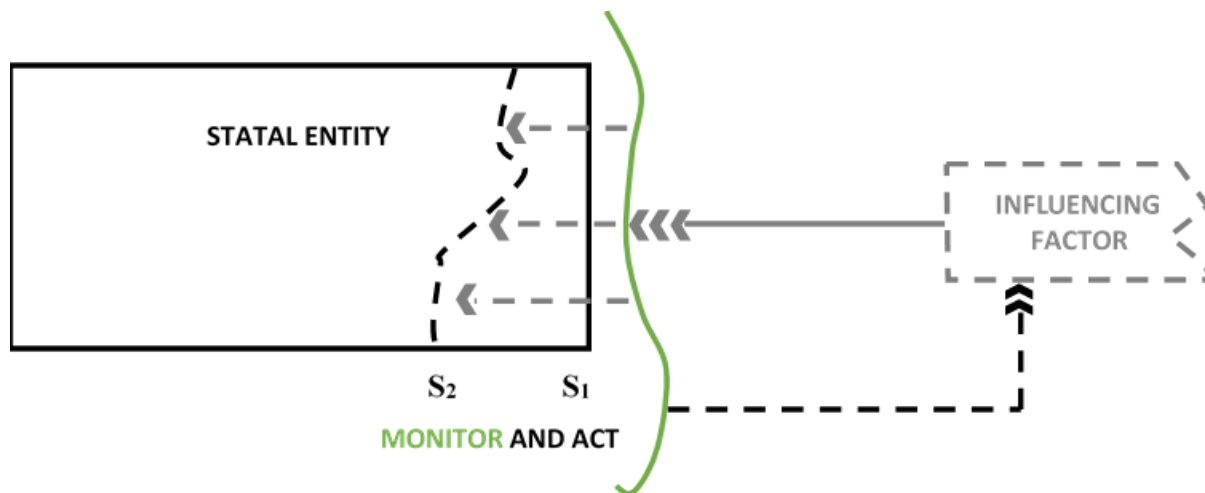 STATAL ENTITY
INFLUENCING
FACTOR
S₂
S₁
MONITOR AND ACT